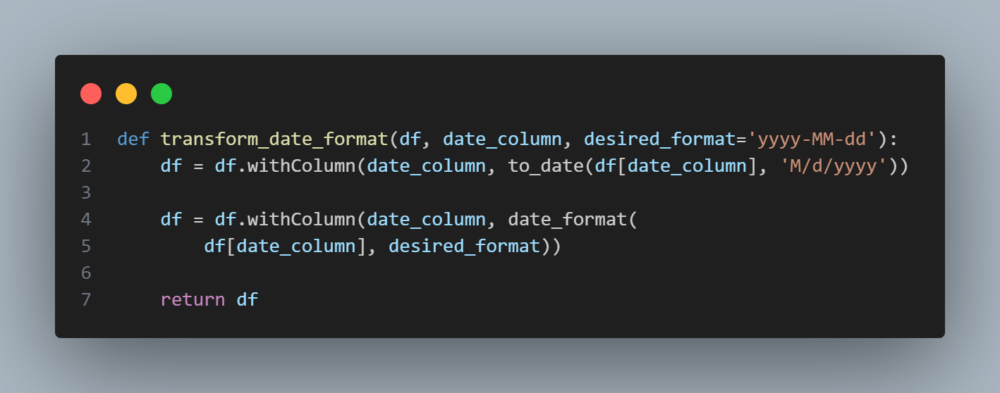 1 def transform_date_format(df, date_column, desired_format='yyyy-MM-dd'):
2     df = df.withColumn(date_column, to_date(df[date_column], 'M/d/yyyy'))
3
4     df = df.withColumn(date_column, date_format(
5         df[date_column], desired_format))
6
7     return df